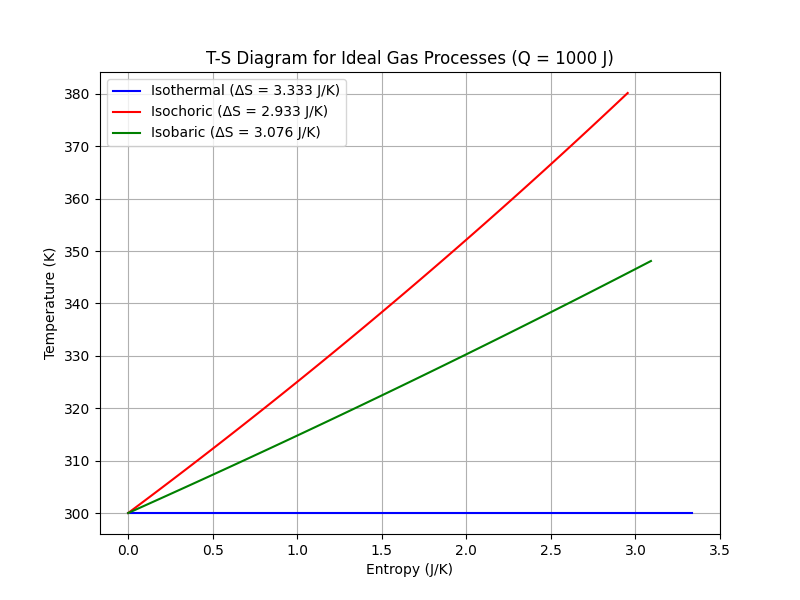 T-S Diagram for Ideal Gas Processes (Q = 1000 J)
Isothermal (ΔS = 3.333 J/K)
Isochoric (ΔS = 2.933 J/K)
Isobaric (ΔS = 3.076 J/K)
Temperature (K)
380
370
360
350
340
330
320
310
300
0.0 0.5 1.0 1.5 2.0 2.5 3.0 3.5
Entropy (J/K)